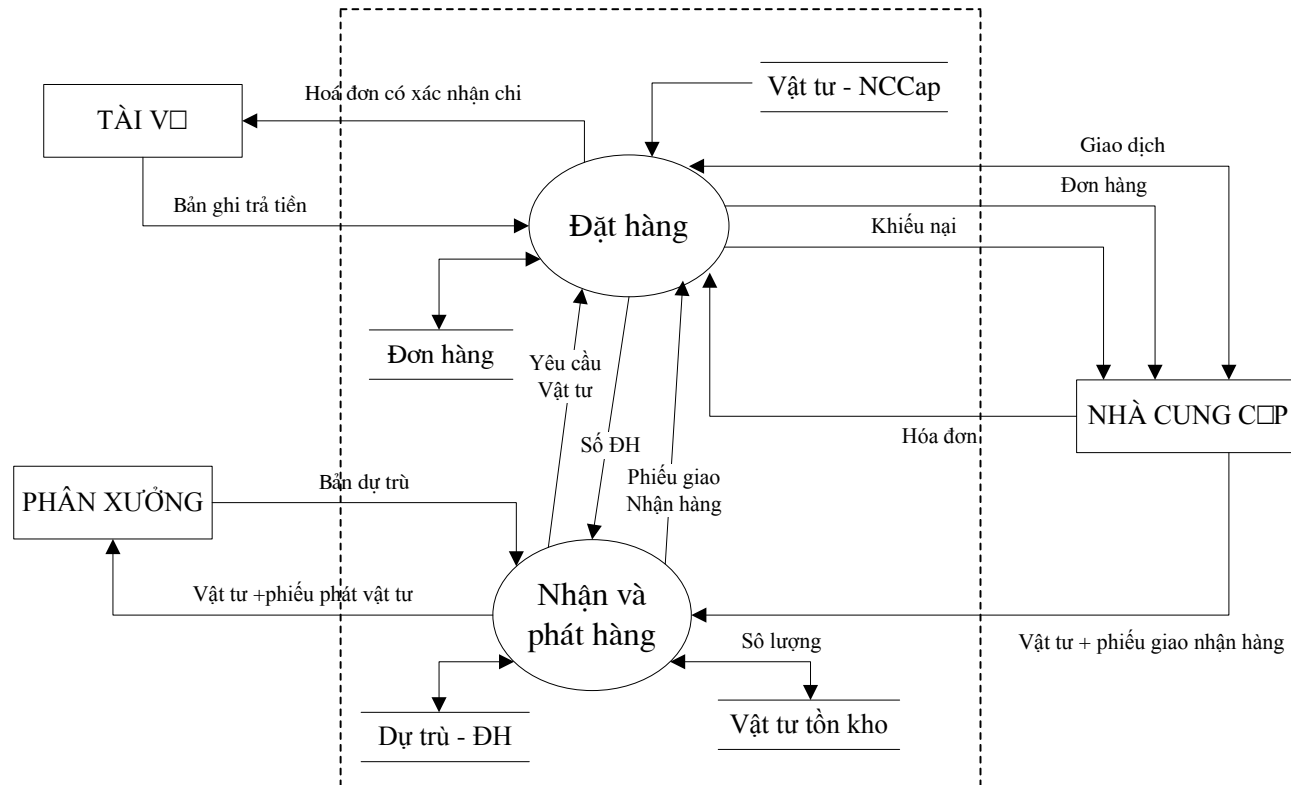 Vật tư - NCCap
Hoá đơn có xác nhận chi
TÀI V□
Giao dịch
Đơn hàng
Bản ghi trả tiền
Đặt hàng
Khiếu nại
Đơn hàng
Yêu cầu
Vật tư
NHÀ CUNG C□P
Hóa đơn
Số ĐH
Phiếu giao
Nhận hàng
Bản dự trù
PHÂN XƯỞNG
Vật tư +phiếu phát vật tư
Nhận và
phát hàng
Sô lượng
Vật tư + phiếu giao nhận hàng
Dự trù - ĐH
Vật tư tồn kho